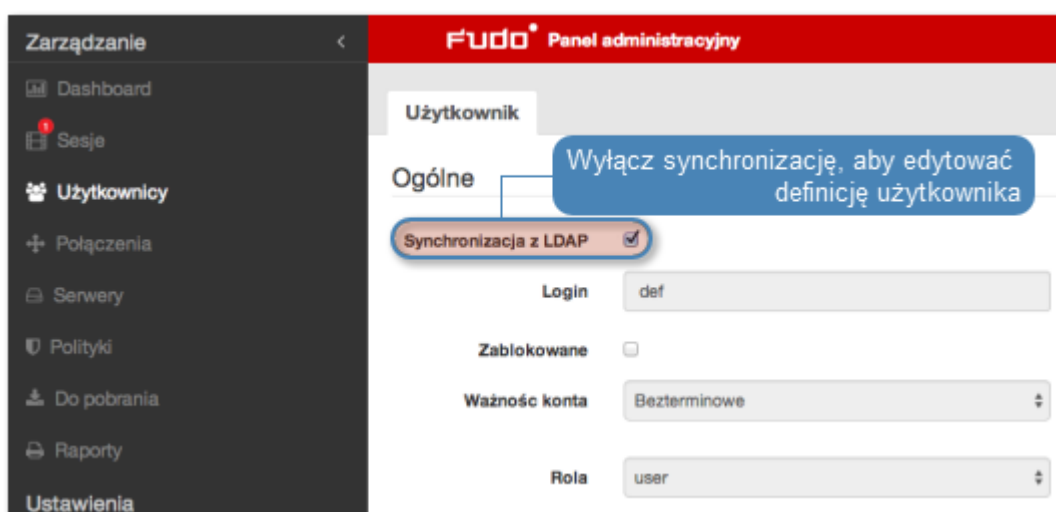 Zarządzanie
FUDO Panel administracyjny
Dashboard
Użytkownik
1
Sesje
Wyłącz synchronizację, aby edytować
definicję użytkownika
Ogólne
Użytkownicy
Synchronizacja z LDAP
Połączenia
Login def
Serwery
Polityki
Zablokowane
Do pobrania
Ważnośc konta Bezterminowe
Raporty
Rola user
Ustawienia